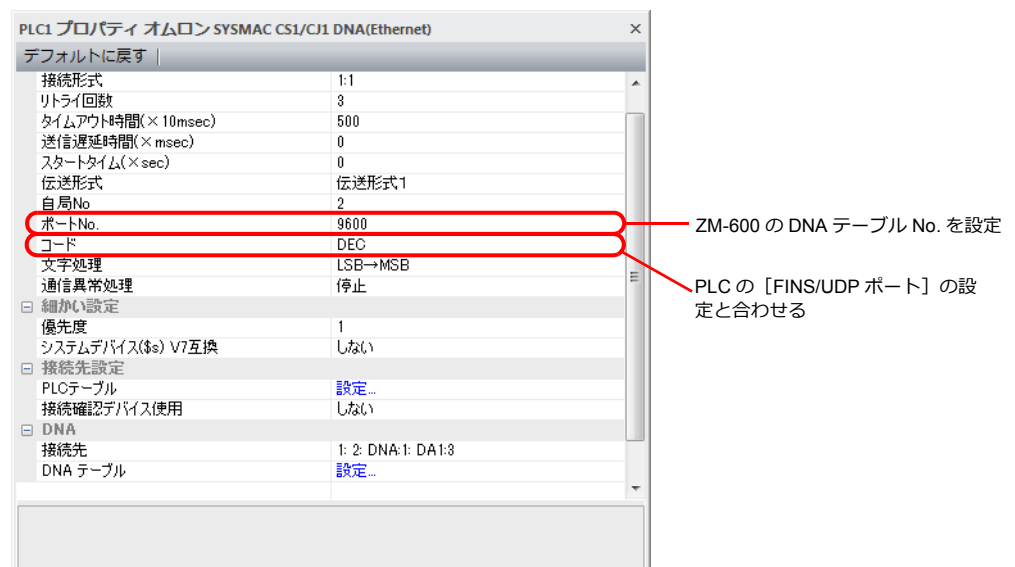 PLC1 プロパティ オムロン SYSMAC CS1/CJ1 DNA(Ethernet) ×
デフォルトに戻す
接続形式 1:1
リトライ回数 3
タイムアウト時間(×10msec) 500
送信遅延時間(×msec) 0
スタートタイム(×sec) 0
伝送形式 伝送形式1
自局No 2
ポートNo. 9600
コード DEC
文字処理 LSB→MSB
通信異常処理 停止
細かい設定
優先度 1
システムデバイス($s) V7互換 しない
接続先設定
PLCテーブル 設定...
接続確認デバイス使用 しない
DNA
接続先 1: 2: DNA:1: DA1:3
DNA テーブル 設定...
ZM-600 の DNA テーブル No. を設定
PLC の［FINS/UDP ポート］の設
定と合わせる